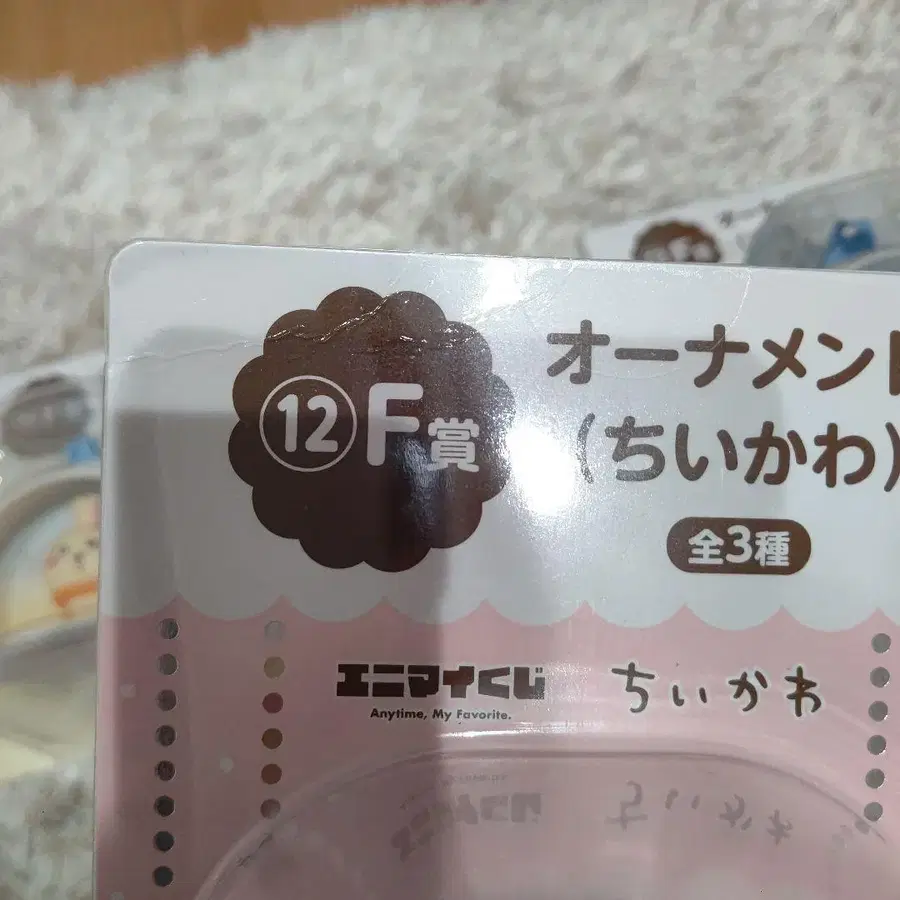 ⑫F賞
オーナメント
(ちいかわ)
全3種
エニマイくじ
Anytime, My Favorite.
ちいかわ